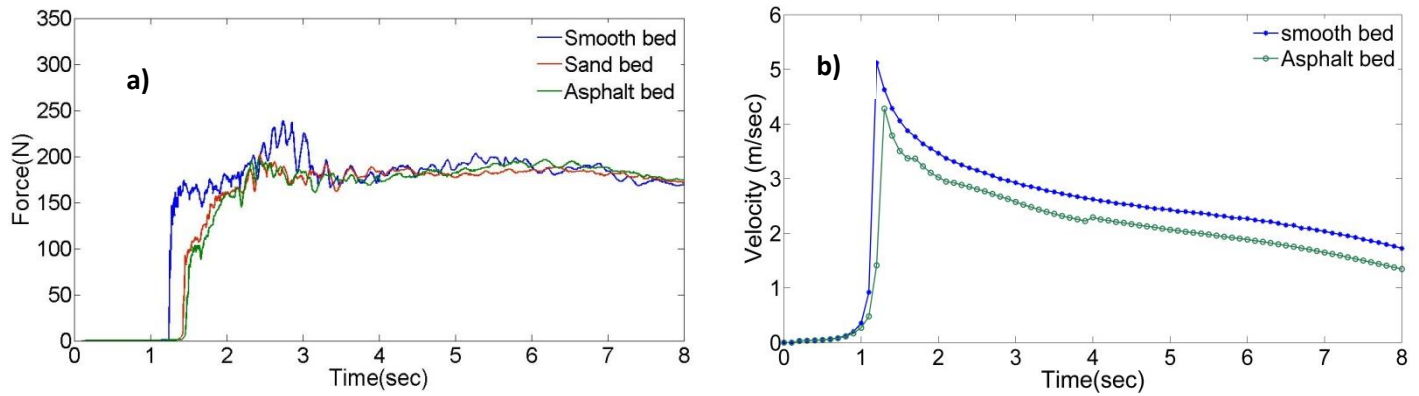 350
300
250
200
150
100
50
0
Force(N)
a)
Smooth bed
Sand bed
Asphalt bed
0 1 2 3 4 5 6 7 8
Time(sec)
6
5
4
3
2
1
0
Velocity (m/sec)
b)
smooth bed
Asphalt bed
0 1 2 3 4 5 6 7 8
Time(sec)